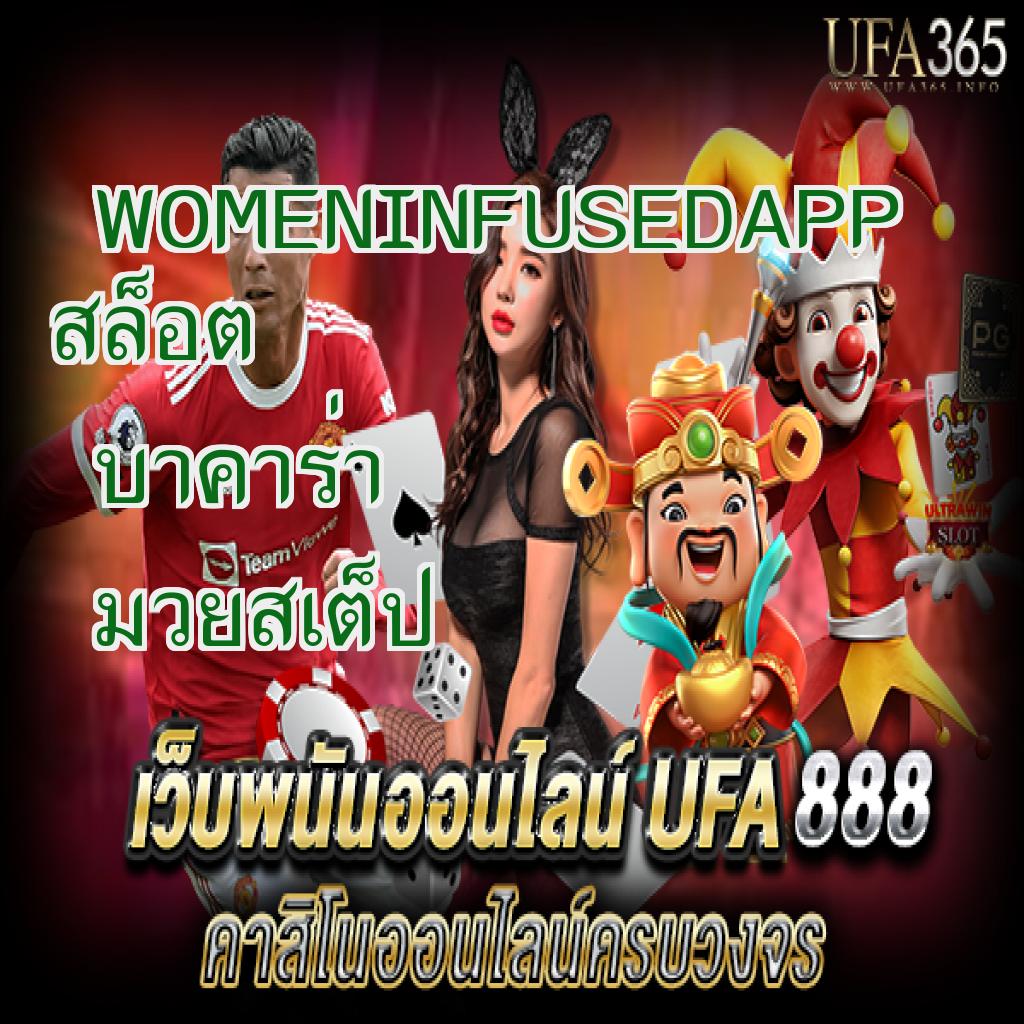 UFA365
WWW.UFA365.INFO
WOMENINFUSEDAPP
สล็อต
บาคาร่า
มวยสเต็ป
PG
TeamViewer
ULTRAWIN
SLOT
เว็บพนันออนไลน์ UFA 888
คาสิโนออนไลน์ครบวงจร